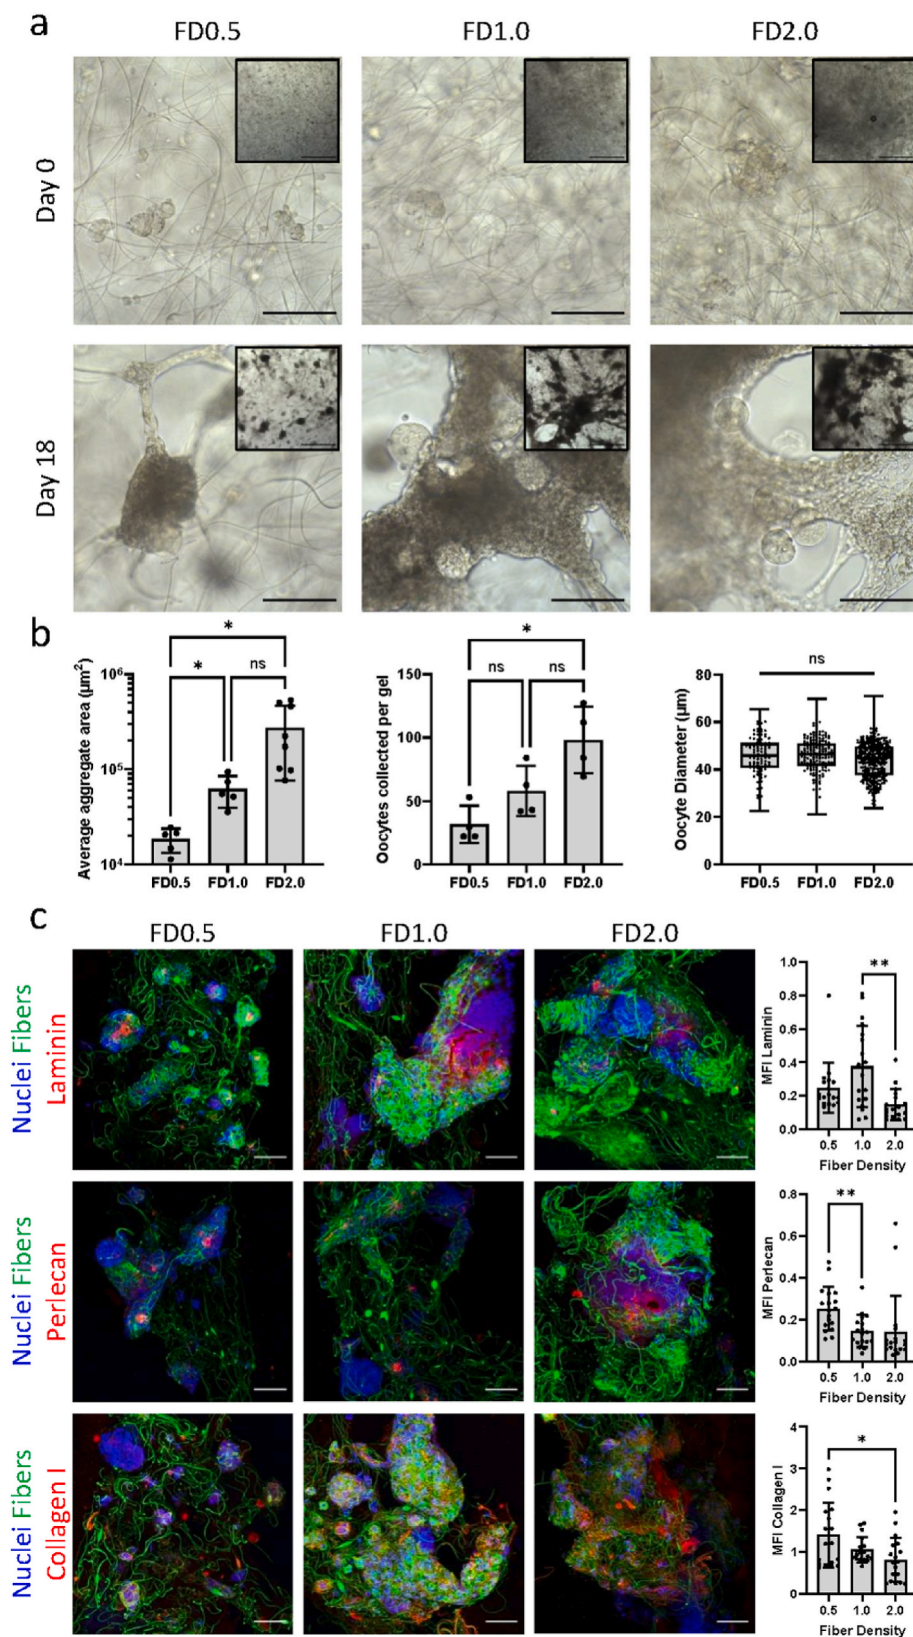 a
FD0.5 FD1.0 FD2.0
Day 0
Day 18
b
* * ns
Average aggregate area (µm²)
10⁶
10⁵
10⁴
FD0.5 FD1.0 FD2.0
* ns ns
Oocytes collected per gel
150
100
50
0
FD0.5 FD1.0 FD2.0
ns
Oocyte Diameter (µm)
80
60
40
20
0
FD0.5 FD1.0 FD2.0
c
FD0.5 FD1.0 FD2.0
Nuclei Fibers
Laminin
**
MFI Laminin
1.0
0.8
0.6
0.4
0.2
0.0
0.5 1.0 2.0
Fiber Density
Nuclei Fibers
Perlecan
**
MFI Perlecan
0.8
0.6
0.4
0.2
0.0
0.5 1.0 2.0
Fiber Density
Nuclei Fibers
Collagen I
*
MFI Collagen I
4
3
2
1
0
0.5 1.0 2.0
Fiber Density